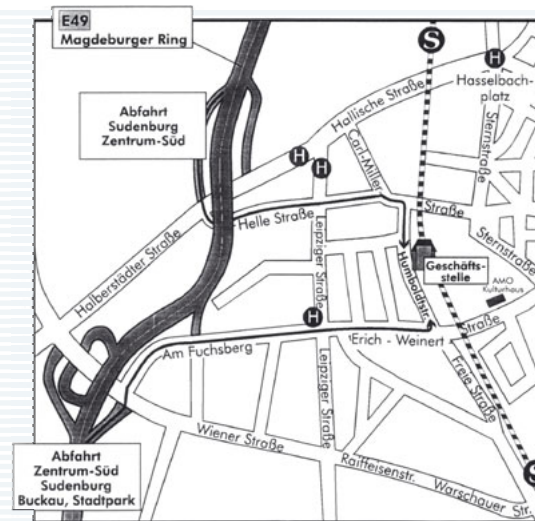 E49
Magdeburger Ring
Abfahrt
Sudenburg
Zentrum-Süd
S
H
Hasselbach-
platz
Hallische Straße
Sternstraße
Carl-Miller
Straße
H
H
Helle Straße
Halberstädter Straße
Leipziger Straße
Humboldtstr.
Geschäfts-
stelle
Sternstraße
AMO
Kulturhaus
H
Erich - Weinert
Straße
Am Fuchsberg
Leipziger Straße
Freie Straße
Wiener Straße
Raiffeisenstr.
Warschauer Str.
S
Abfahrt
Zentrum-Süd
Sudenburg
Buckau, Stadtpark